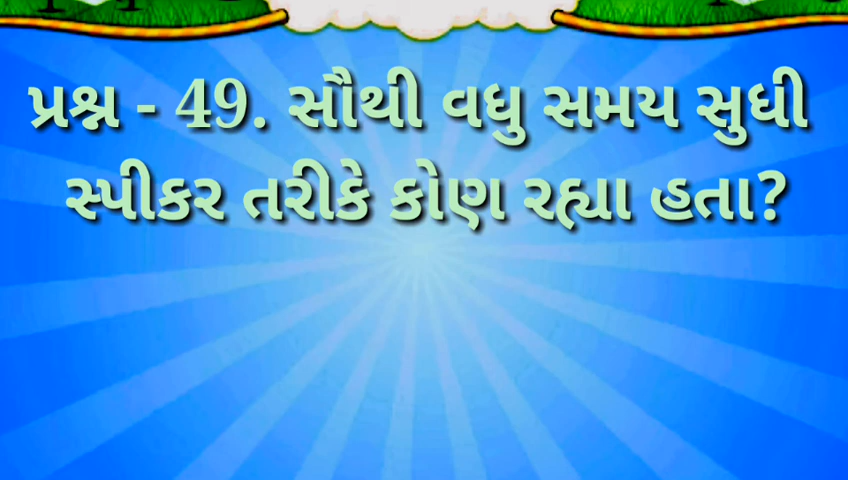 પ્રશ્ન - 49. સૌથી વધુ સમય સુધી
સ્પીકર તરીકે કોણ રહ્યા હતા?